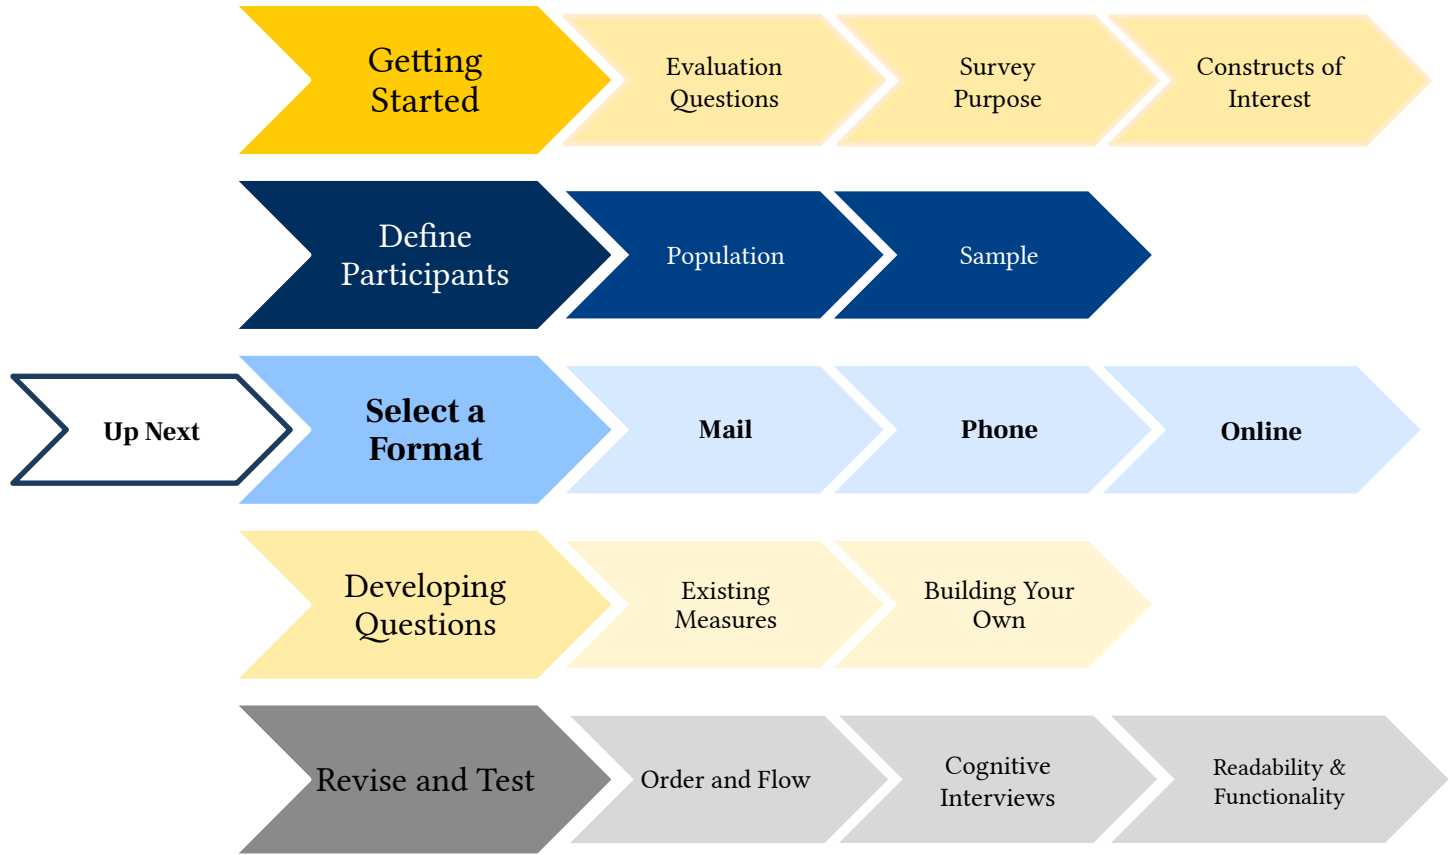 Getting
Started
Evaluation
Questions
Survey
Purpose
Constructs of
Interest
Define
Participants
Population
Sample
Up Next
Select a
Format
Mail
Phone
Online
Developing
Questions
Existing
Measures
Building Your
Own
Revise and Test
Order and Flow
Cognitive
Interviews
Readability &
Functionality